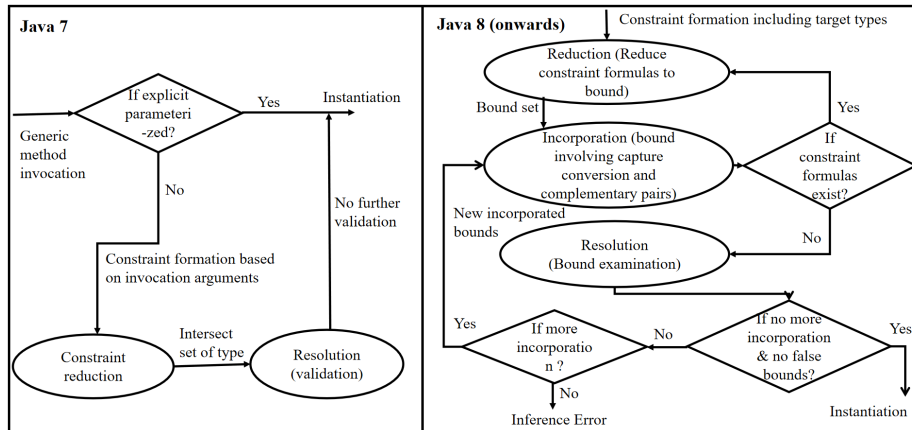 Java 7
If explicit
parameteri
-zed?
Yes
Instantiation
Generic
method
invocation
No
No further
validation
Constraint formation based
on invocation arguments
Constraint
reduction
Intersect
set of type
Resolution
(validation)
Java 8 (onwards)
Constraint formation including target types
Reduction (Reduce
constraint formulas to
bound)
Bound set
Yes
Incorporation (bound
involving capture
conversion and
complementary pairs)
If
constraint
formulas
exist?
New incorporated
bounds
No
Resolution
(Bound examination)
Yes
If more
incorporatio
n ?
No
If no more
incorporation
& no false
bounds?
Yes
No
Inference Error
Instantiation